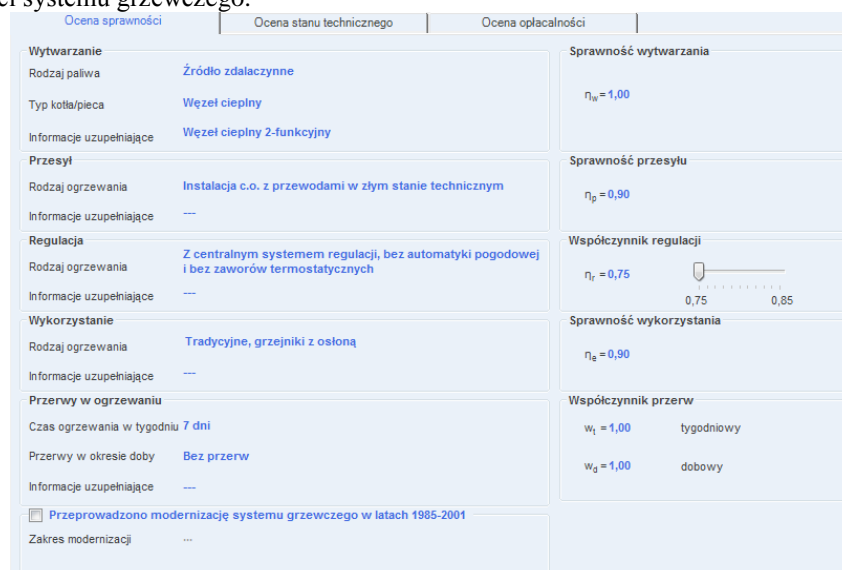 systemu grzewczego.
Ocena sprawności Ocena stanu technicznego Ocena opłacalności
Wytwarzanie Sprawność wytwarzania
Rodzaj paliwa Źródło zdalaczynne
ηw = 1,00
Typ kotła/pieca Węzeł cieplny
Informacje uzupełniające Węzeł cieplny 2-funkcyjny
Przesył Sprawność przesyłu
Rodzaj ogrzewania Instalacja c.o. z przewodami w złym stanie technicznym
ηp = 0,90
Informacje uzupełniające ---
Regulacja Współczynnik regulacji
Z centralnym systemem regulacji, bez automatyki pogodowej
Rodzaj ogrzewania i bez zaworów termostatycznych
ηr = 0,75
Informacje uzupełniające ---
0,75 0,85
Wykorzystanie Sprawność wykorzystania
Rodzaj ogrzewania Tradycyjne, grzejniki z osłoną
ηe = 0,90
Informacje uzupełniające ---
Przerwy w ogrzewaniu Współczynnik przerw
Czas ogrzewania w tygodniu 7 dni wt = 1,00 tygodniowy
Przerwy w okresie doby Bez przerw
wd = 1,00 dobowy
Informacje uzupełniające ---
Przeprowadzono modernizację systemu grzewczego w latach 1985-2001
Zakres modernizacji ---